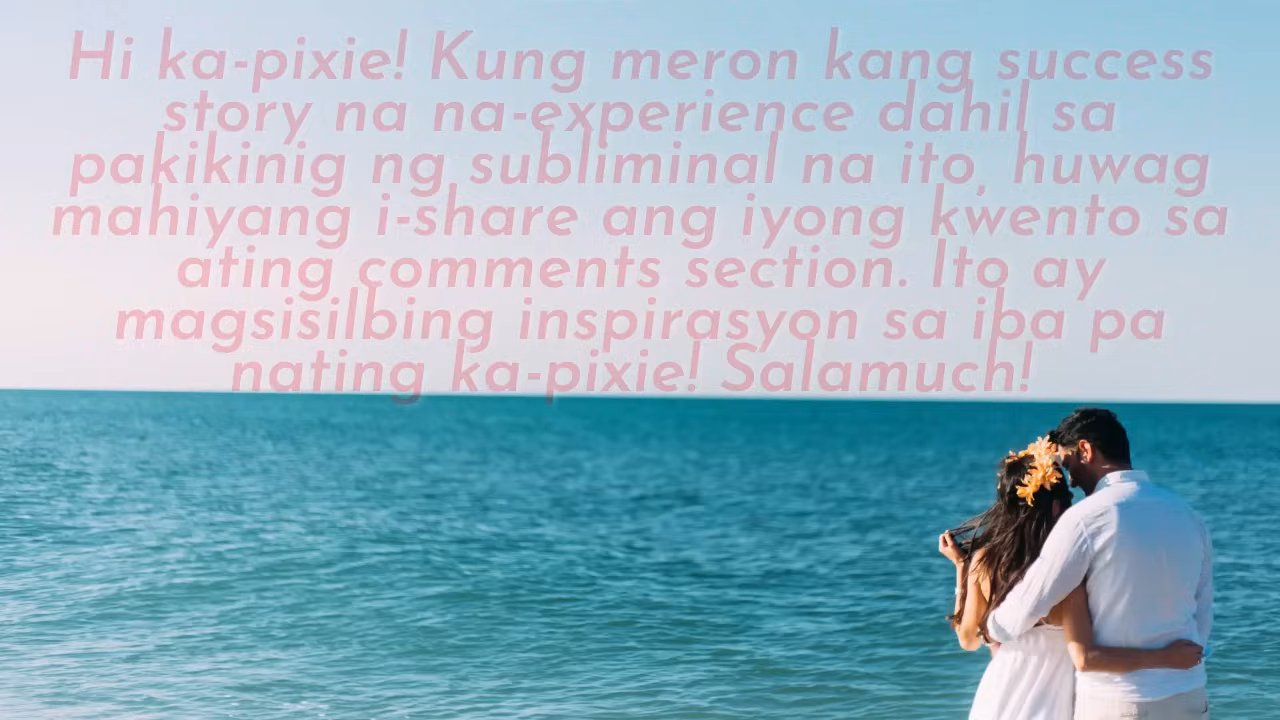 Hi ka-pixie! Kung meron kang success
story na na-experience dahil sa
pakikinig ng subliminal na ito, huwag
mahiyang i-share ang iyong kwento sa
ating comments section. Ito ay
magsisilbing inspirasyon sa iba pa
nating ka-pixie! Salamuch!